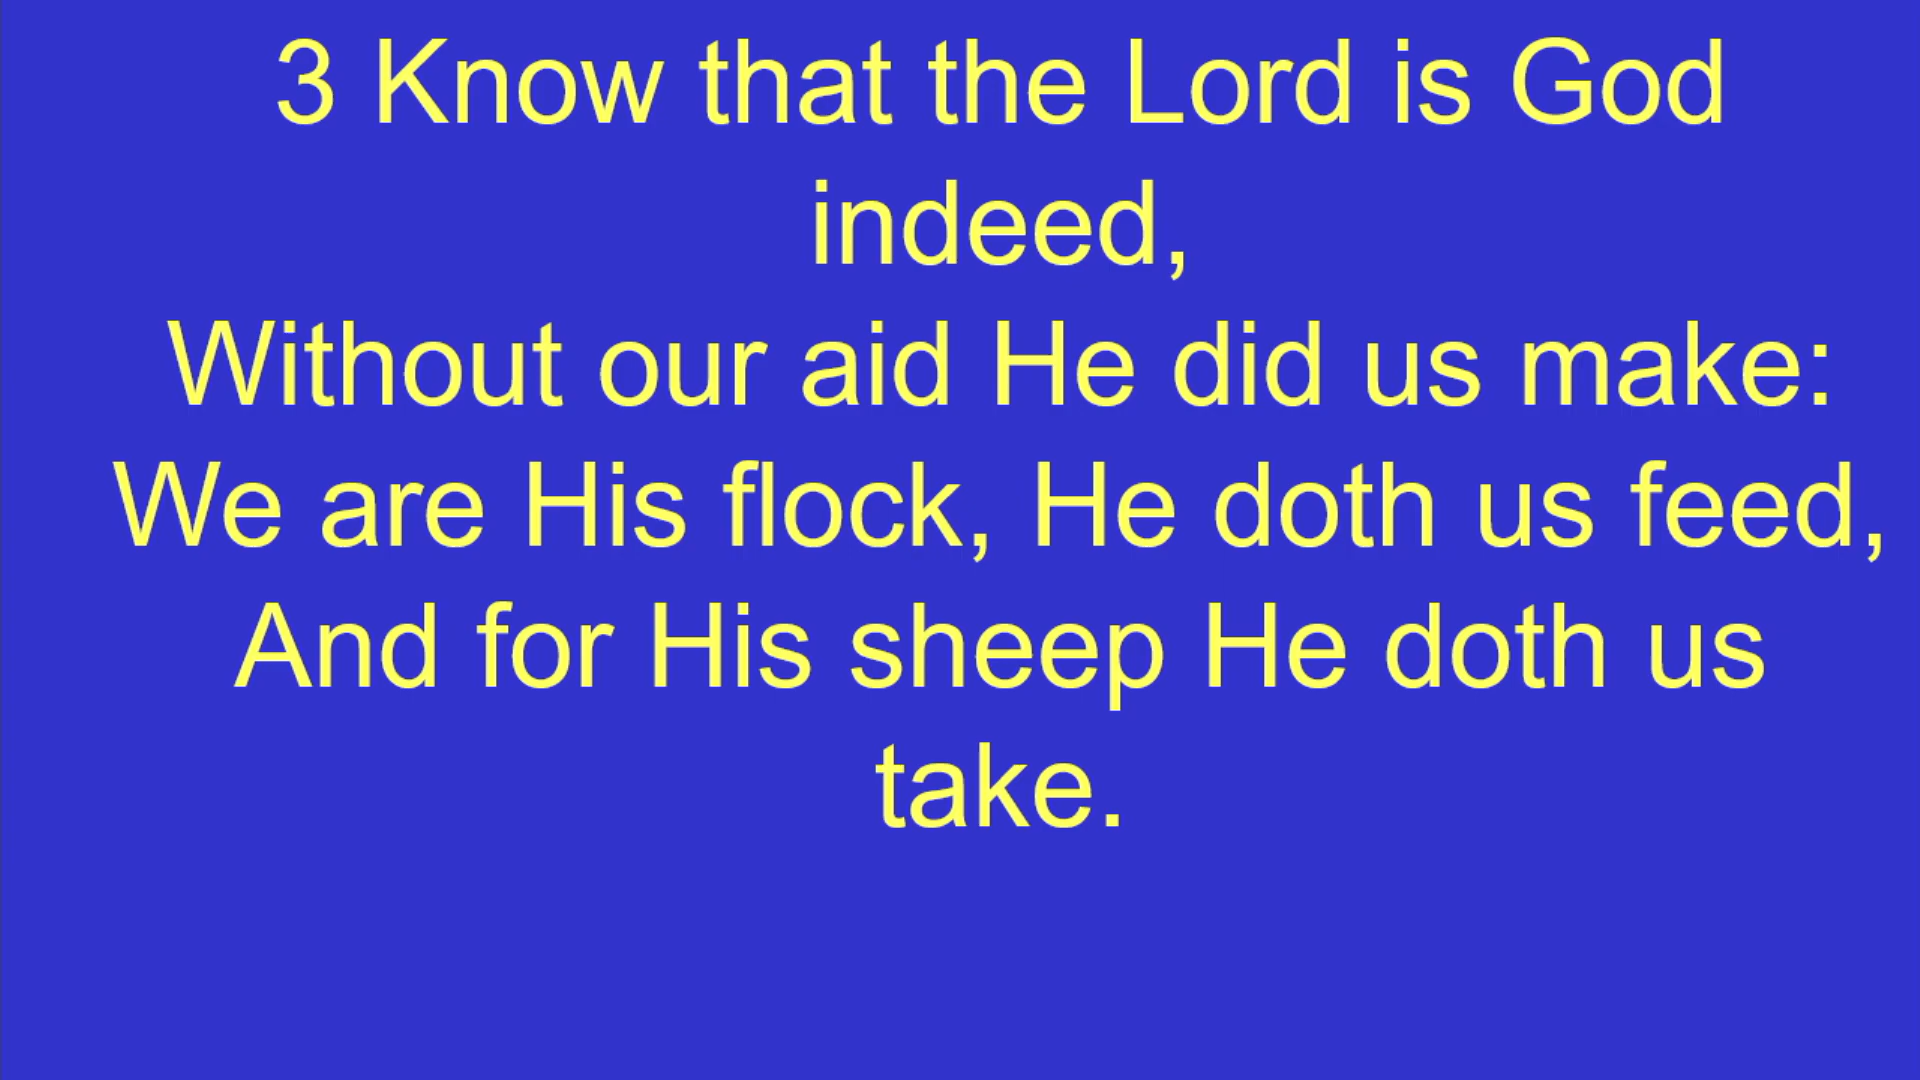 3 Know that the Lord is God
indeed,
Without our aid He did us make:
We are His flock, He doth us feed,
And for His sheep He doth us
take.